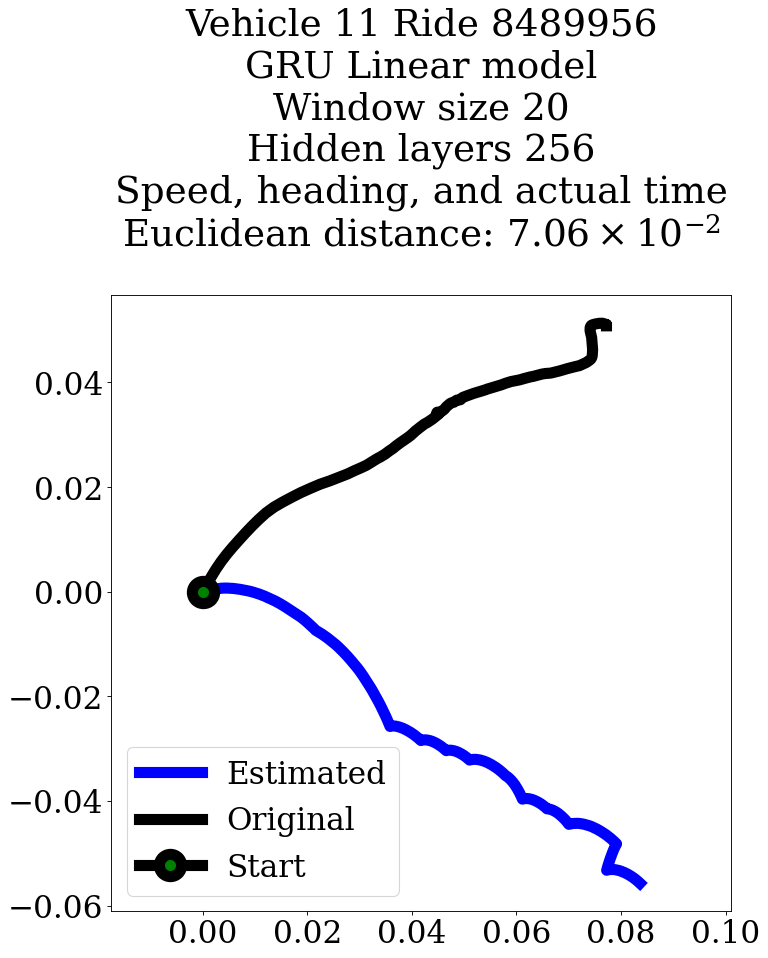 Vehicle 11 Ride 8489956
GRU Linear model
Window size 20
Hidden layers 256
Speed, heading, and actual time
Euclidean distance: 7.06 × 10⁻²
0.04
0.02
0.00
−0.02
−0.04
−0.06
Estimated
Original
Start
0.00 0.02 0.04 0.06 0.08 0.10